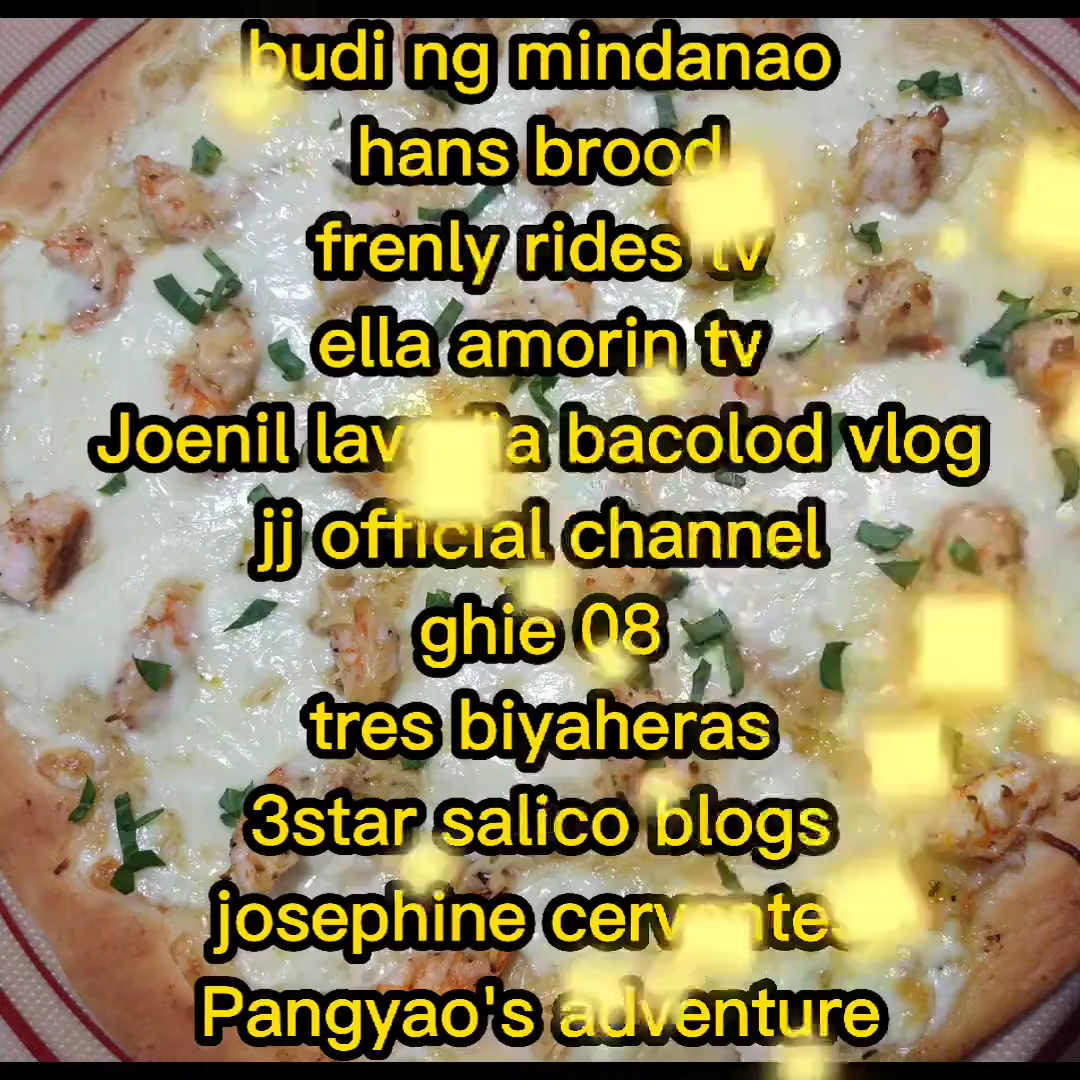 budi ng mindanao
hans brood
frenly rides tv
ella amorin tv
Joenil bacolod vlog
jj official channel
ghie 08
tres biyaheras
3star salico blogs
josephine cervantes
Pangyao's adventure